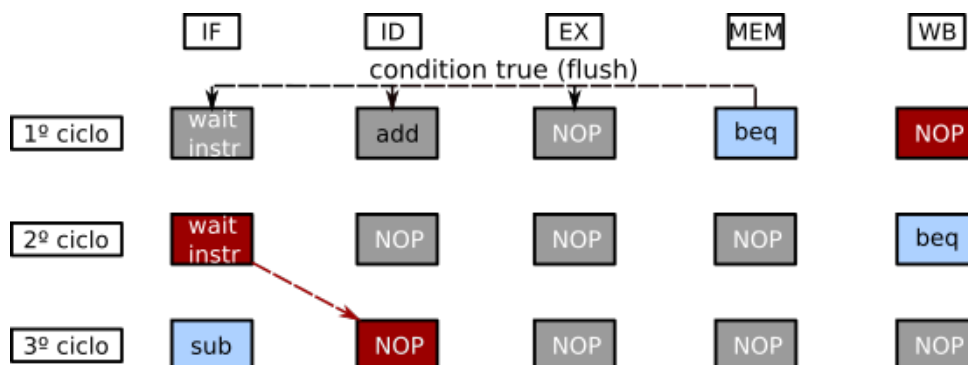 IF ID EX MEM WB
condition true (flush)
1º ciclo
wait
instr
add
NOP
beq
NOP
2º ciclo
wait
instr
NOP
NOP
NOP
beq
3º ciclo
sub
NOP
NOP
NOP
NOP